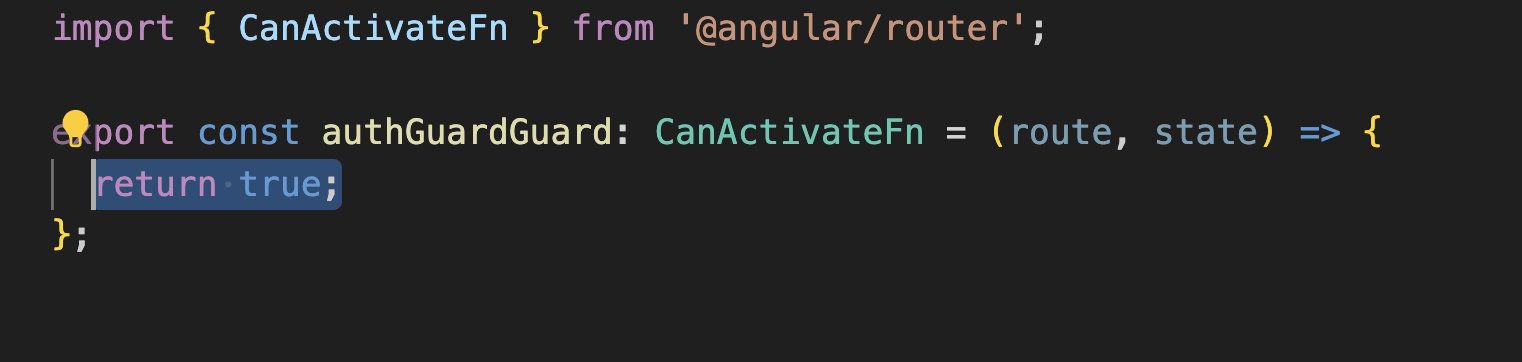 import { CanActivateFn } from '@angular/router';
export const authGuardGuard: CanActivateFn = (route, state) => {
return true;
};